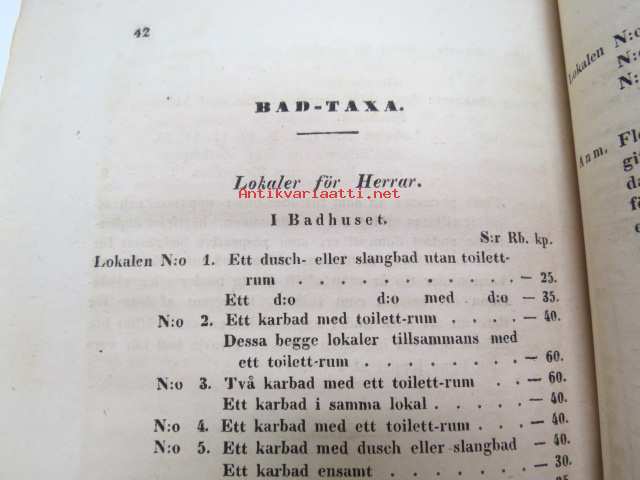 42
BAD-TAXA.
Lokaler för Herrar.
Antikvariaatti.net
I Badhuset.
S:r Rb. kp.
Lokalen N:o 1. Ett dusch- eller slangbad utan toilett-
rum . . . . . . . . . — 25.
Ett d:o d:o med d:o — 35.
N:o 2. Ett karbad med toilett-rum . . . . — 40.
Dessa begge lokaler tillsammans med
ett toilett-rum . . . . . . . — 60.
N:o 3. Två karbad med ett toilett-rum . . — 60.
Ett karbad i samma lokal . . . . — 40.
N:o 4. Ett karbad med ett toilett-rum . . — 40.
N:o 5. Ett karbad med dusch eller slangbad — 40.
Ett karbad ensamt . . . . . . — 30.
Lokalen N:o
N:o
N:
Anm. Fle
gif
da
fö
e